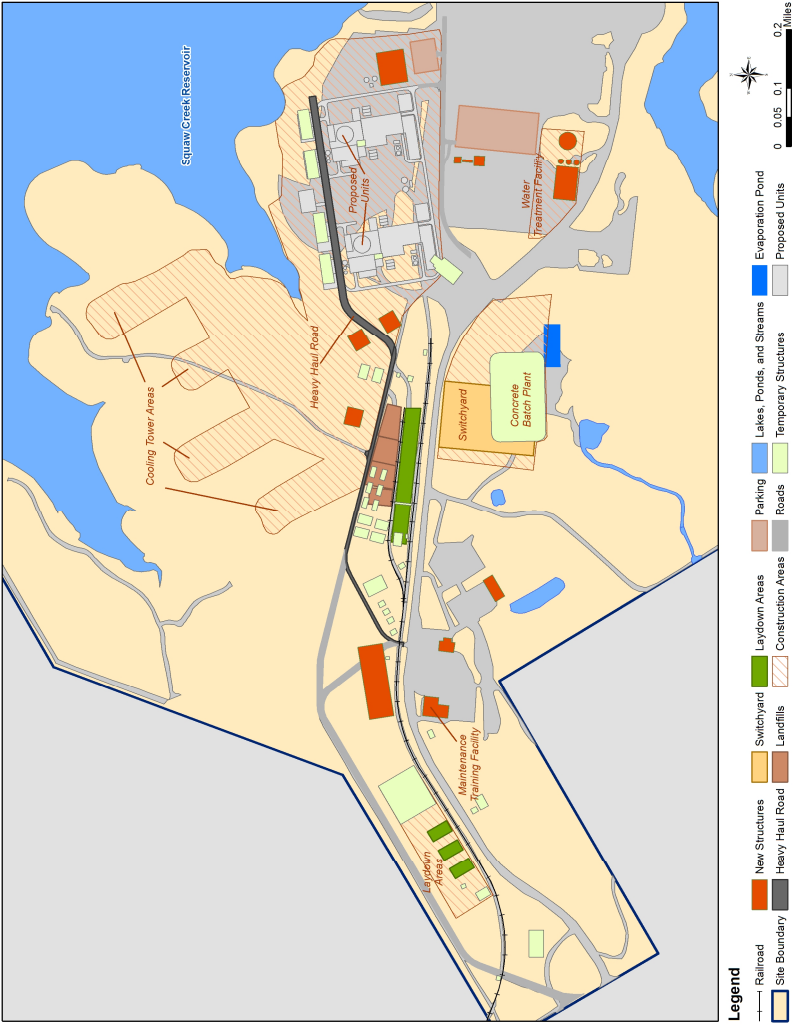 Squaw Creek Reservoir
Cooling Tower Areas
Heavy Haul Road
Proposed
Units
Water
Treatment Facility
Switchyard
Concrete
Batch Plant
Maintenance
Training Facility
Laydown
Areas
Legend
Railroad
New Structures
Switchyard
Laydown Areas
Parking
Lakes, Ponds, and Streams
Evaporation Pond
Site Boundary
Heavy Haul Road
Landfills
Construction Areas
Roads
Temporary Structures
Proposed Units
0 0.05 0.1 0.2
Miles